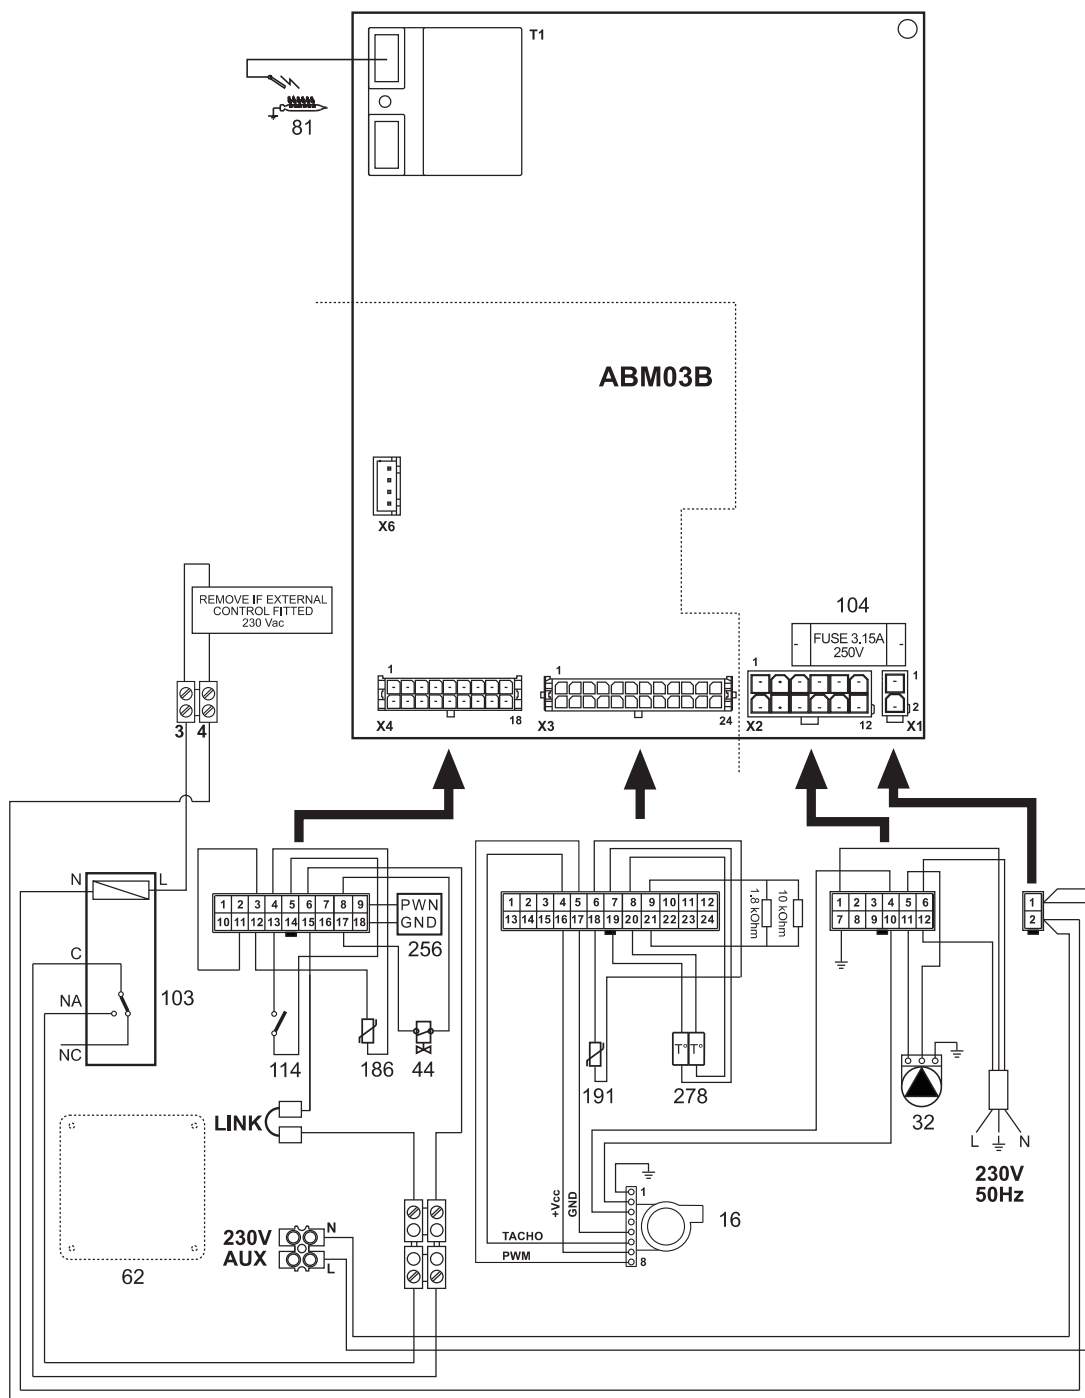 T1
81
ABM03B
X6
REMOVE IF EXTERNAL
CONTROL FITTED
230 Vac
104
FUSE 3.15A
250V
1
1
1
1
2
X4
18
X3
24
X2
12
X1
3
4
N
L
C
NA
NC
103
1 2 3 4 5 6 7 8 9
10 11 12 13 14 15 16 17 18
PWN
GND
256
1 2 3 4 5 6 7 8 9 10 11 12
13 14 15 16 17 18 19 20 21 22 23 24
1.8 kOhm
10 kOhm
1 2 3 4 5 6
7 8 9 10 11 12
1
2
114
186
44
191
T° T°
278
32
L
N
230V
50Hz
LINK
+Vcc
GND
TACHO
PWM
1
8
16
62
230V
AUX
N
L